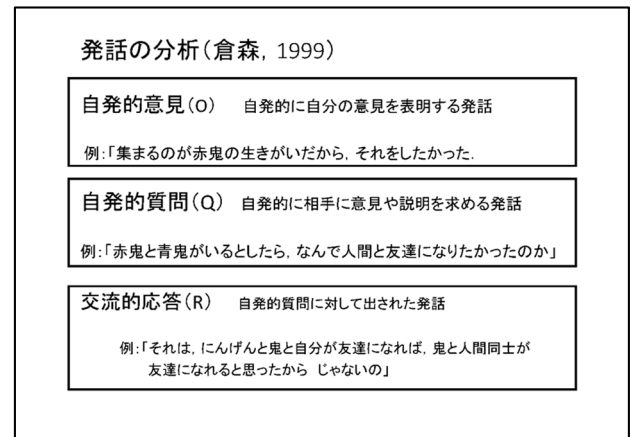 発話の分析（倉森, 1999）
自発的意見（O） 自発的に自分の意見を表明する発話
例：「集まるのが赤鬼の生きがいだから, それをしたかった.
自発的質問（Q） 自発的に相手に意見や説明を求める発話
例：「赤鬼と青鬼がいるとしたら, なんで人間と友達になりたかったのか」
交流的応答（R） 自発的質問に対して出された発話
例：「それは, にんげんと鬼と自分が友達になれば, 鬼と人間同士が
友達になれると思ったから じゃないの」